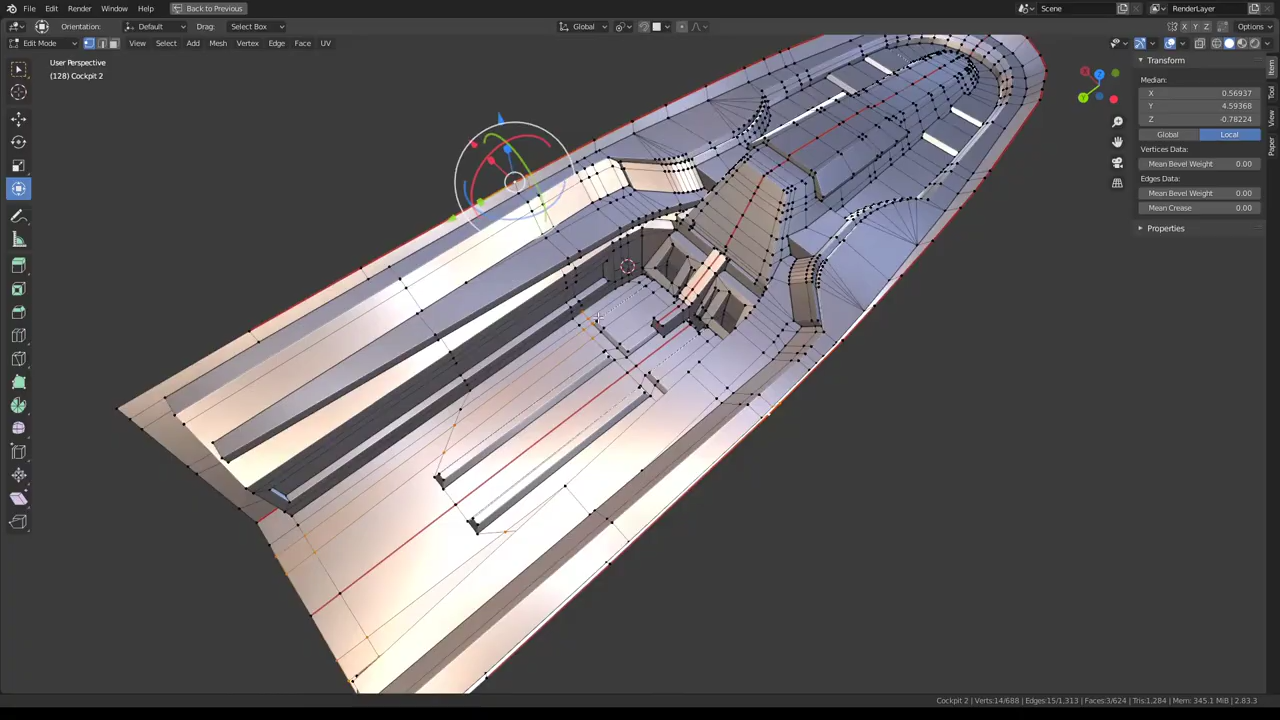 File Edit Render Window Help Back to Previous Scene RenderLayer
Orientation: Default Drag: Select Box Global X Y Z Options
Edit Mode View Select Add Mesh Vertex Edge Face UV
User Perspective
(128) Cockpit 2
Transform
Median:
X 0.56937
Y 4.59368
Z -0.78224
Global Local
Vertices Data:
Mean Bevel Weight 0.00
Edges Data:
Mean Bevel Weight 0.00
Mean Crease 0.00
Properties
Item
Tool
View
Paper
Cockpit 2 | Verts:14/688 | Edges:15/1,313 | Faces:3/624 | Tris:1,284 | Mem: 345.1 MiB | 2.83.3